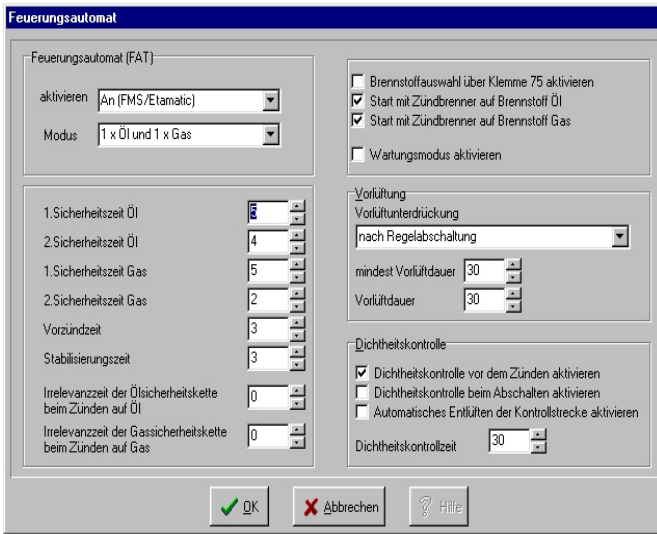 Feuerungsautomat
Feuerungsautomat (FAT)
aktivieren An (FMS/Etamatic)
Modus 1 x Öl und 1 x Gas
Brennstoffauswahl über Klemme 75 aktivieren
Start mit Zündbrenner auf Brennstoff Öl
Start mit Zündbrenner auf Brennstoff Gas
Wartungsmodus aktivieren
1.Sicherheitszeit Öl 5
2.Sicherheitszeit Öl 4
1.Sicherheitszeit Gas 5
2.Sicherheitszeit Gas 2
Vorzündzeit 3
Stabilisierungszeit 3
Irrelevanzzeit der Ölsicherheitskette
beim Zünden auf Öl 0
Irrelevanzzeit der Gassicherheitskette
beim Zünden auf Gas 0
Vorlüftung
Vorlüftunterdrückung
nach Regelabschaltung
mindest Vorlüftdauer 30
Vorlüftdauer 30
Dichtheitskontrolle
Dichtheitskontrolle vor dem Zünden aktivieren
Dichtheitskontrolle beim Abschalten aktivieren
Automatisches Entlüften der Kontrollstrecke aktivieren
Dichtheitskontrollzeit 30
OK Abbrechen Hilfe